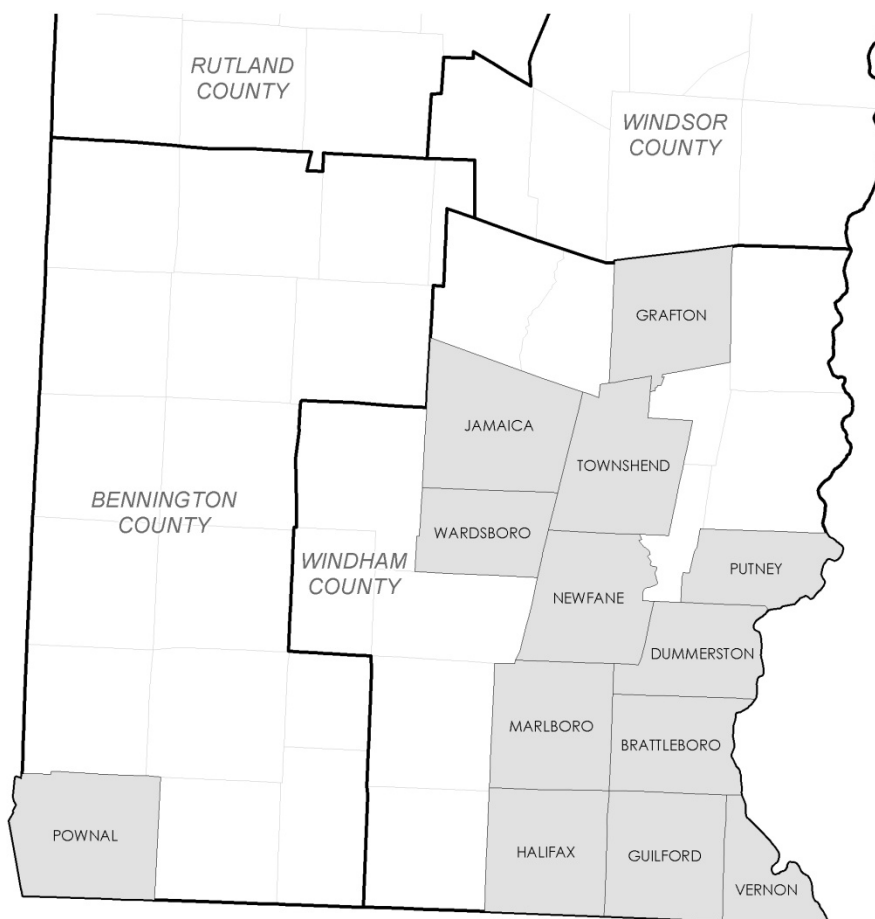 RUTLAND
COUNTY
WINDSOR
COUNTY
GRAFTON
JAMAICA
TOWNSHEND
BENNINGTON
COUNTY
WARDSBORO
WINDHAM
COUNTY
PUTNEY
NEWFANE
DUMMERSTON
MARLBORO
BRATTLEBORO
POWNAL
HALIFAX
GUILFORD
VERNON